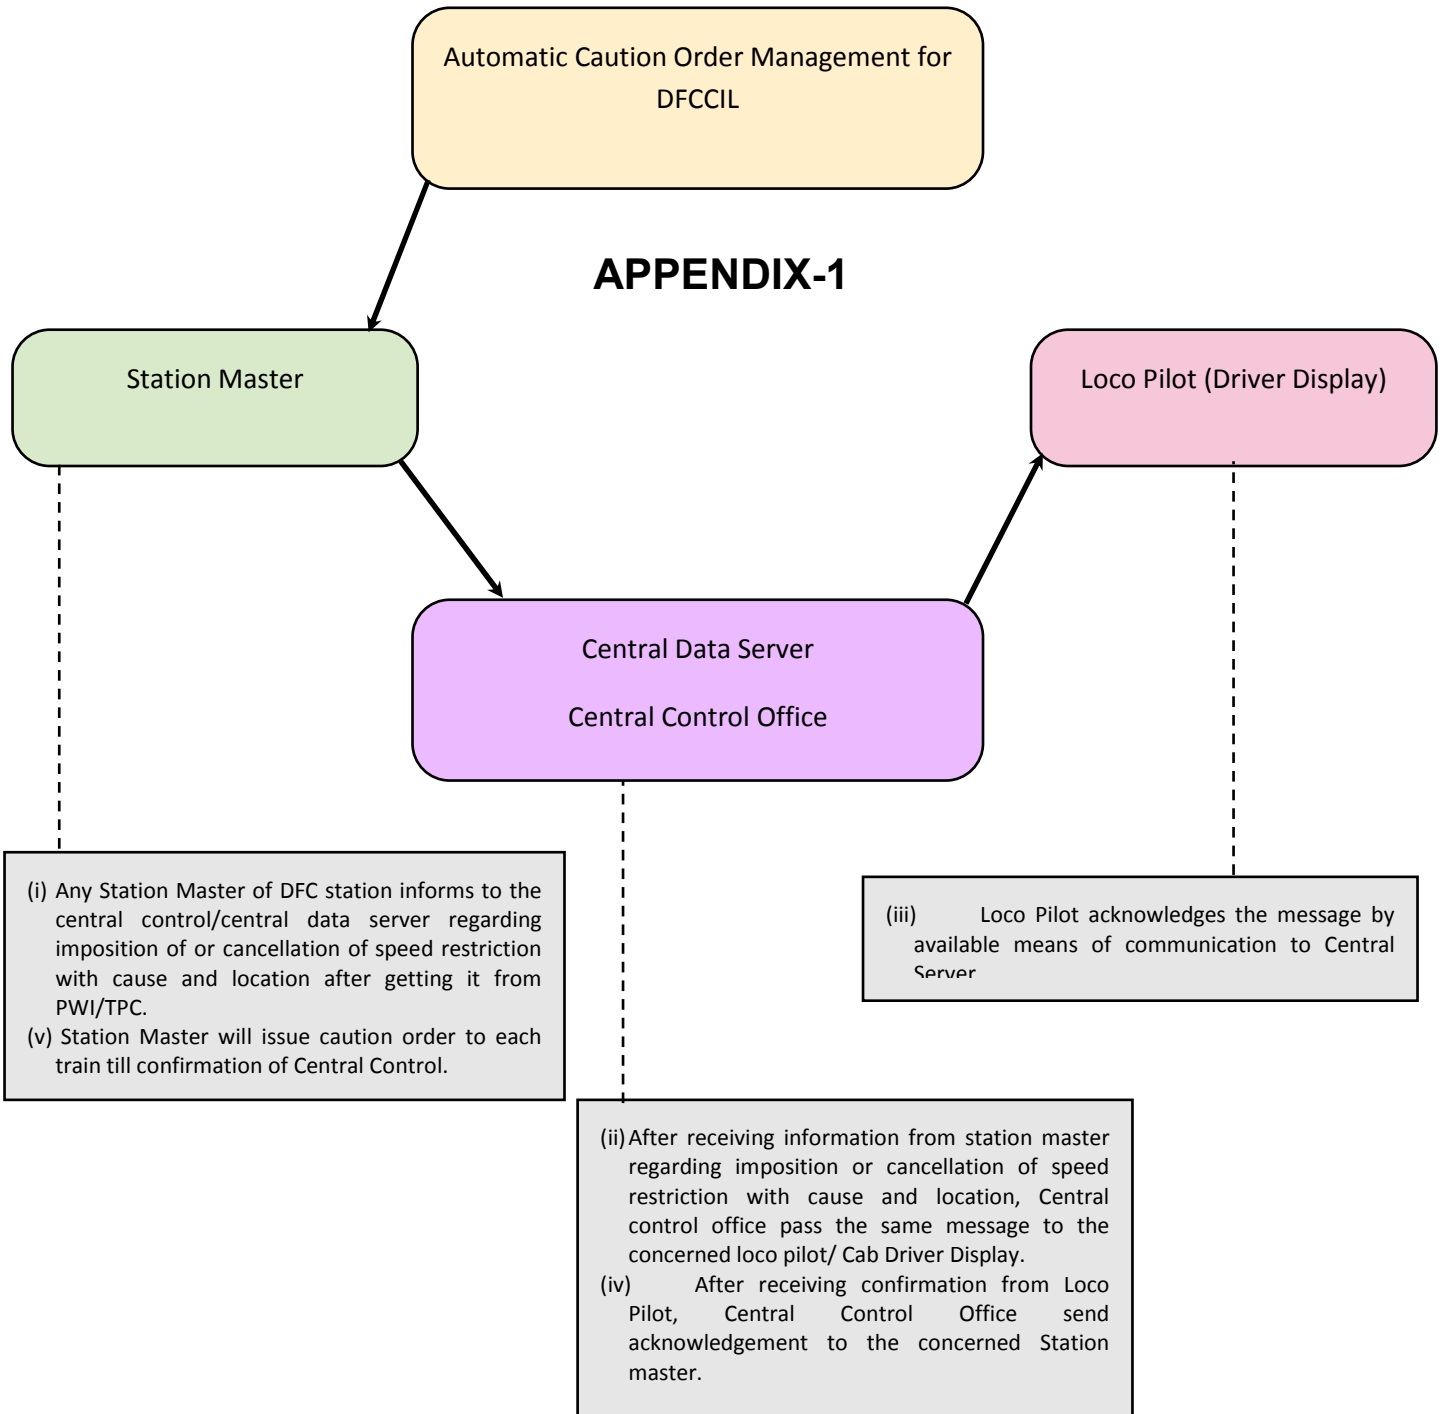 Automatic Caution Order Management for
DFCCIL
APPENDIX-1
Station Master
Loco Pilot (Driver Display)
Central Data Server
Central Control Office
(i) Any Station Master of DFC station informs to the
central control/central data server regarding
imposition of or cancellation of speed restriction
with cause and location after getting it from
PWI/TPC.
(v) Station Master will issue caution order to each
train till confirmation of Central Control.
(iii) Loco Pilot acknowledges the message by
available means of communication to Central
Server
(ii) After receiving information from station master
regarding imposition or cancellation of speed
restriction with cause and location, Central
control office pass the same message to the
concerned loco pilot/ Cab Driver Display.
(iv) After receiving confirmation from Loco
Pilot, Central Control Office send
acknowledgement to the concerned Station
master.